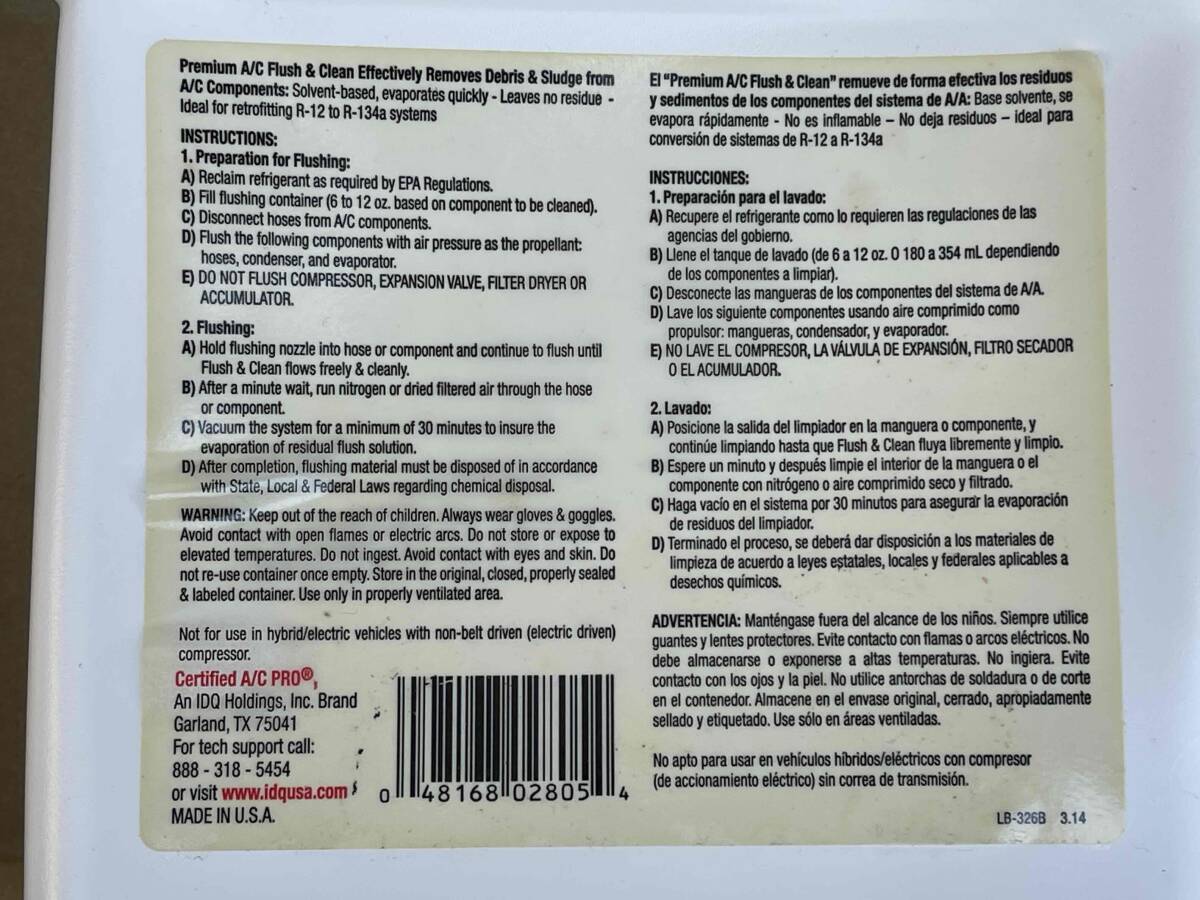 Premium A/C Flush & Clean Effectively Removes Debris & Sludge from
A/C Components: Solvent-based, evaporates quickly - Leaves no residue -
Ideal for retrofitting R-12 to R-134a systems
INSTRUCTIONS:
1. Preparation for Flushing:
A) Reclaim refrigerant as required by EPA Regulations.
B) Fill flushing container (6 to 12 oz. based on component to be cleaned).
C) Disconnect hoses from A/C components.
D) Flush the following components with air pressure as the propellant:
hoses, condenser, and evaporator.
E) DO NOT FLUSH COMPRESSOR, EXPANSION VALVE, FILTER DRYER OR
ACCUMULATOR.
2. Flushing:
A) Hold flushing nozzle into hose or component and continue to flush until
Flush & Clean flows freely & cleanly.
B) After a minute wait, run nitrogen or dried filtered air through the hose
or component.
C) Vacuum the system for a minimum of 30 minutes to insure the
evaporation of residual flush solution.
D) After completion, flushing material must be disposed of in accordance
with State, Local & Federal Laws regarding chemical disposal.
WARNING: Keep out of the reach of children. Always wear gloves & goggles.
Avoid contact with open flames or electric arcs. Do not store or expose to
elevated temperatures. Do not ingest. Avoid contact with eyes and skin. Do
not re-use container once empty. Store in the original, closed, properly sealed
& labeled container. Use only in properly ventilated area.
Not for use in hybrid/electric vehicles with non-belt driven (electric driven)
compressor.
Certified A/C PRO®,
An IDQ Holdings, Inc. Brand
Garland, TX 75041
For tech support call:
888 - 318 - 5454
or visit www.idqusa.com
MADE IN U.S.A.
0 48168 02805 4
El “Premium A/C Flush & Clean” remueve de forma efectiva los residuos
y sedimentos de los componentes del sistema de A/A: Base solvente, se
evapora rápidamente - No es inflamable – No deja residuos – ideal para
conversión de sistemas de R-12 a R-134a
INSTRUCCIONES:
1. Preparación para el lavado:
A) Recupere el refrigerante como lo requieren las regulaciones de las
agencias del gobierno.
B) Llene el tanque de lavado (de 6 a 12 oz. O 180 a 354 mL dependiendo
de los componentes a limpiar).
C) Desconecte las mangueras de los componentes del sistema de A/A.
D) Lave los siguiente componentes usando aire comprimido como
propulsor: mangueras, condensador, y evaporador.
E) NO LAVE EL COMPRESOR, LA VÁLVULA DE EXPANSIÓN, FILTRO SECADOR
O EL ACUMULADOR.
2. Lavado:
A) Posicione la salida del limpiador en la manguera o componente, y
continúe limpiando hasta que Flush & Clean fluya libremente y limpio.
B) Espere un minuto y después limpie el interior de la manguera o el
componente con nitrógeno o aire comprimido seco y filtrado.
C) Haga vacío en el sistema por 30 minutos para asegurar la evaporación
de residuos del limpiador.
D) Terminado el proceso, se deberá dar disposición a los materiales de
limpieza de acuerdo a leyes estatales, locales y federales aplicables a
desechos químicos.
ADVERTENCIA: Manténgase fuera del alcance de los niños. Siempre utilice
guantes y lentes protectores. Evite contacto con flamas o arcos eléctricos. No
debe almacenarse o exponerse a altas temperaturas. No ingiera. Evite
contacto con los ojos y la piel. No utilice antorchas de soldadura o de corte
en el contenedor. Almacene en el envase original, cerrado, apropiadamente
sellado y etiquetado. Use sólo en áreas ventiladas.
No apto para usar en vehículos híbridos/eléctricos con compresor
(de accionamiento eléctrico) sin correa de transmisión.
LB-326B 3.14